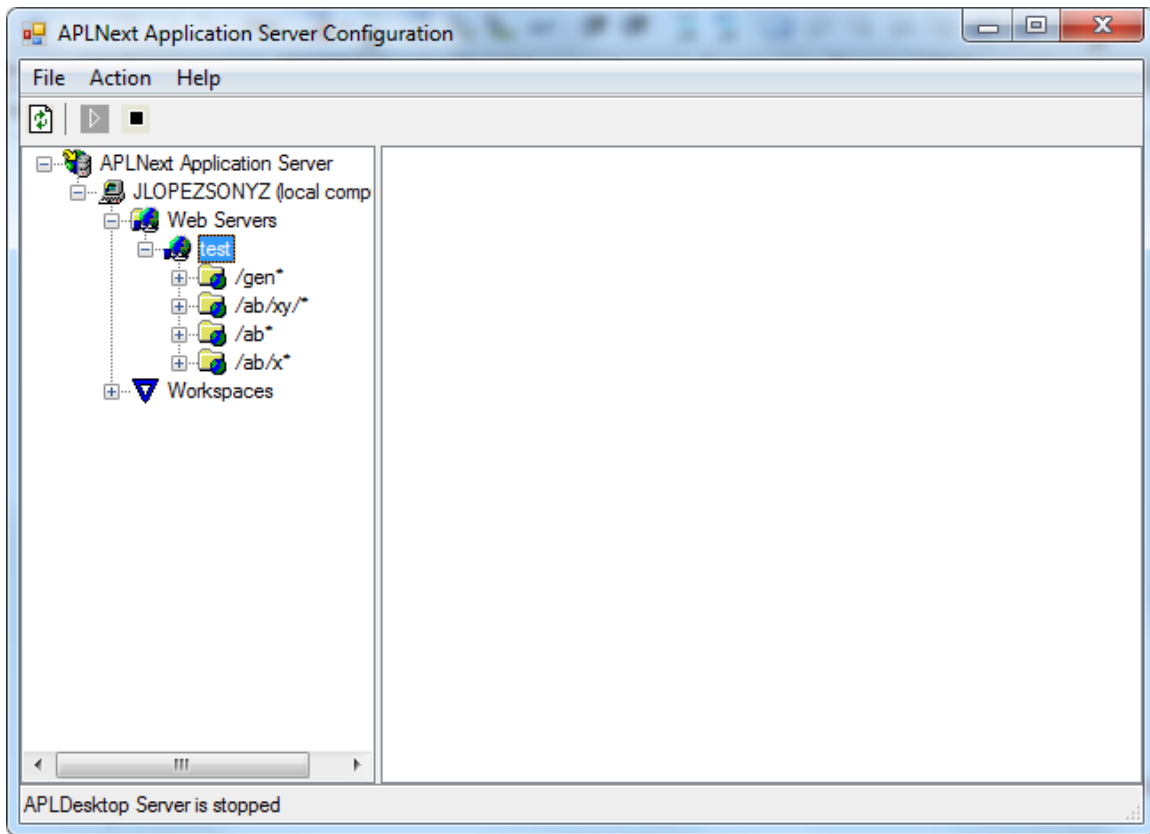 APLNext Application Server Configuration
File Action Help
APLNext Application Server
JLOPEZSONYZ (local comp
Web Servers
test
/gen*
/ab/xy/*
/ab*
/ab/x*
Workspaces
APLDesktop Server is stopped